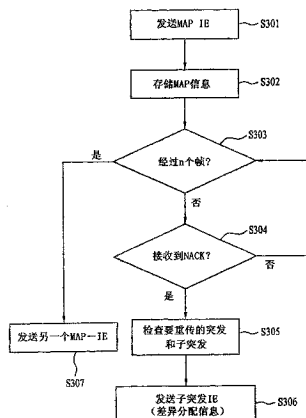 发送MAP IE
S301
存储MAP信息
S302
S303
经过n个帧?
是
否
S304
接收到NACK?
否
是
发送另一个MAP-IE
S307
检查要重传的突发
和子突发
S305
发送子突发IE
(差异分配信息)
S306